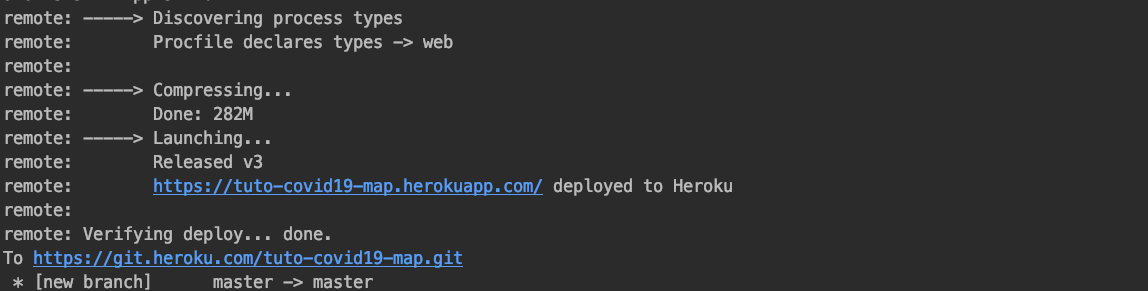 remote: -----> Discovering process types
remote:        Procfile declares types -> web
remote:
remote: -----> Compressing...
remote:        Done: 282M
remote: -----> Launching...
remote:        Released v3
remote:        https://tuto-covid19-map.herokuapp.com/ deployed to Heroku
remote:
remote: Verifying deploy... done.
To https://git.heroku.com/tuto-covid19-map.git
 * [new branch]      master -> master